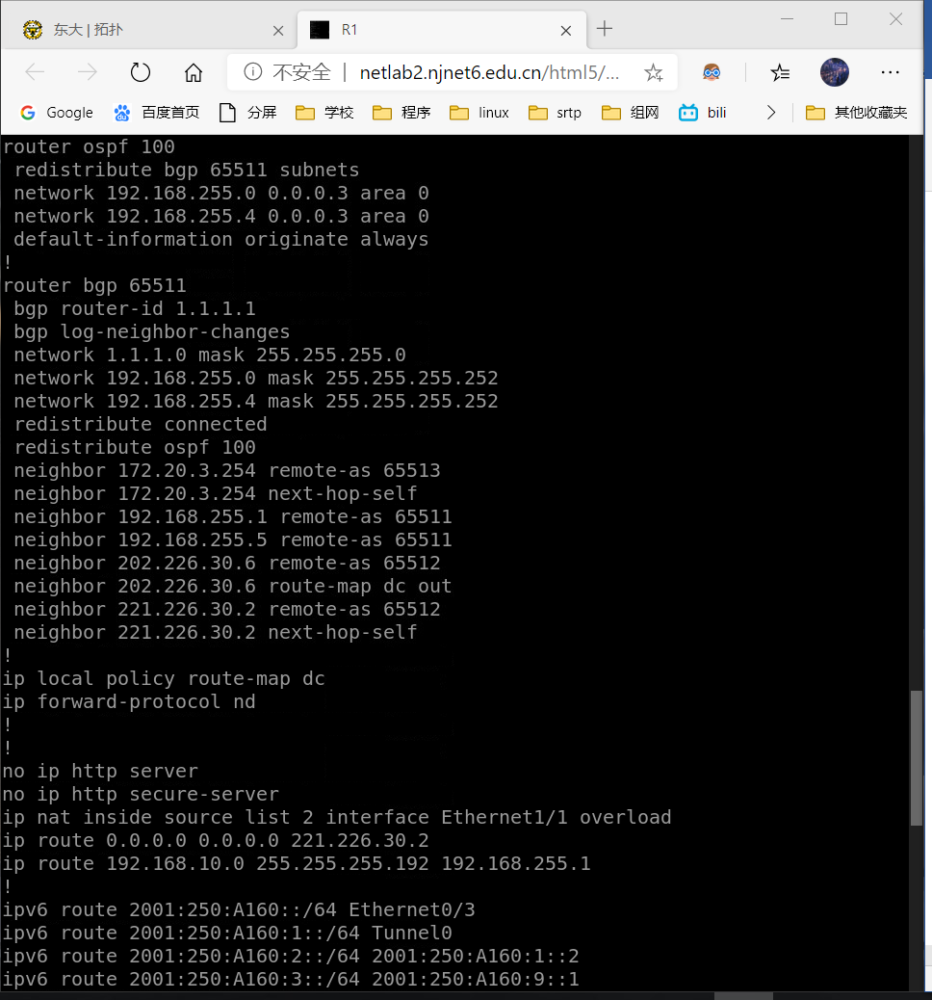 东大 | 拓扑
R1
不安全 | netlab2.njnet6.edu.cn/html5/...
Google 百度首页 分屏 学校 程序 linux srtp 组网 bili 其他收藏夹
router ospf 100
 redistribute bgp 65511 subnets
 network 192.168.255.0 0.0.0.3 area 0
 network 192.168.255.4 0.0.0.3 area 0
 default-information originate always
!
router bgp 65511
 bgp router-id 1.1.1.1
 bgp log-neighbor-changes
 network 1.1.1.0 mask 255.255.255.0
 network 192.168.255.0 mask 255.255.255.252
 network 192.168.255.4 mask 255.255.255.252
 redistribute connected
 redistribute ospf 100
 neighbor 172.20.3.254 remote-as 65513
 neighbor 172.20.3.254 next-hop-self
 neighbor 192.168.255.1 remote-as 65511
 neighbor 192.168.255.5 remote-as 65511
 neighbor 202.226.30.6 remote-as 65512
 neighbor 202.226.30.6 route-map dc out
 neighbor 221.226.30.2 remote-as 65512
 neighbor 221.226.30.2 next-hop-self
!
ip local policy route-map dc
ip forward-protocol nd
!
!
no ip http server
no ip http secure-server
ip nat inside source list 2 interface Ethernet1/1 overload
ip route 0.0.0.0 0.0.0.0 221.226.30.2
ip route 192.168.10.0 255.255.255.192 192.168.255.1
!
ipv6 route 2001:250:A160::/64 Ethernet0/3
ipv6 route 2001:250:A160:1::/64 Tunnel0
ipv6 route 2001:250:A160:2::/64 2001:250:A160:1::2
ipv6 route 2001:250:A160:3::/64 2001:250:A160:9::1